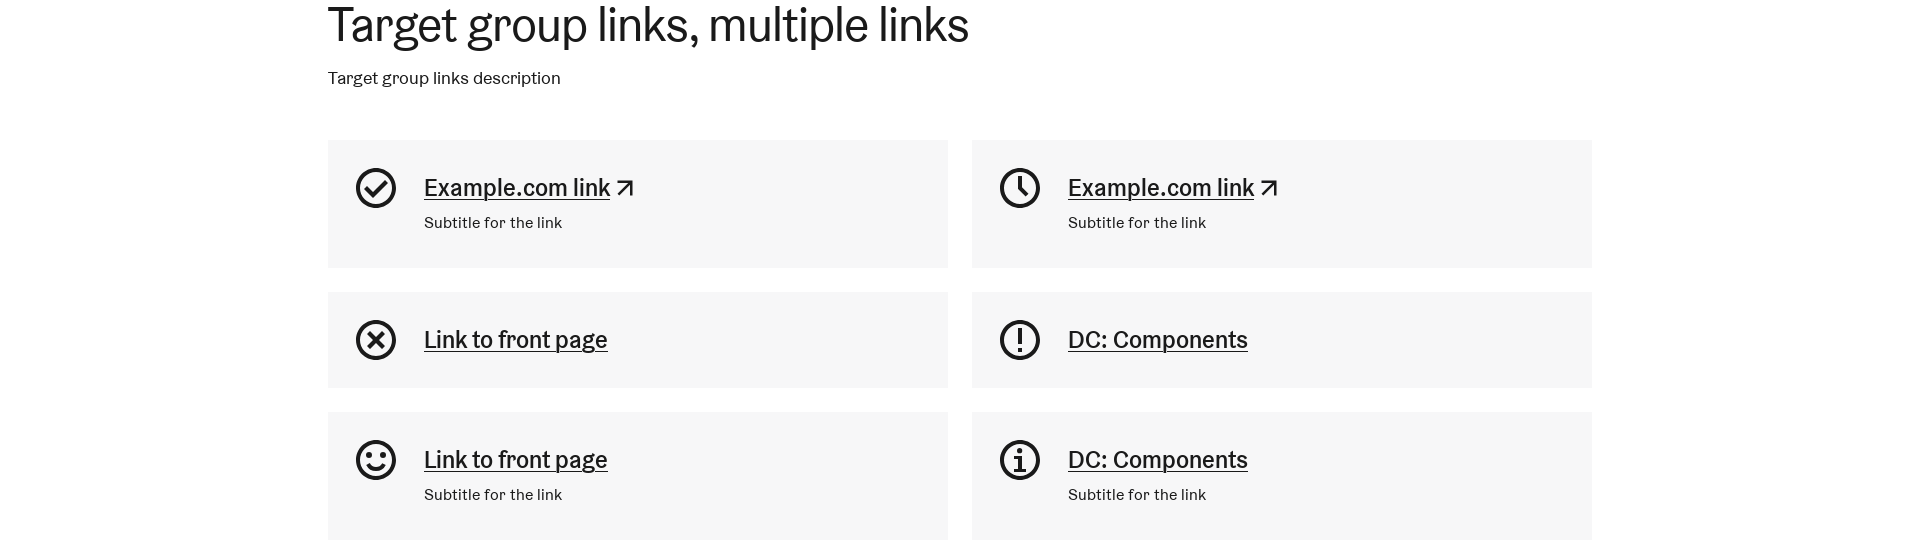 Target group links, multiple links
Target group links description
Example.com link
Subtitle for the link
Example.com link
Subtitle for the link
Link to front page
DC: Components
Link to front page
Subtitle for the link
DC: Components
Subtitle for the link